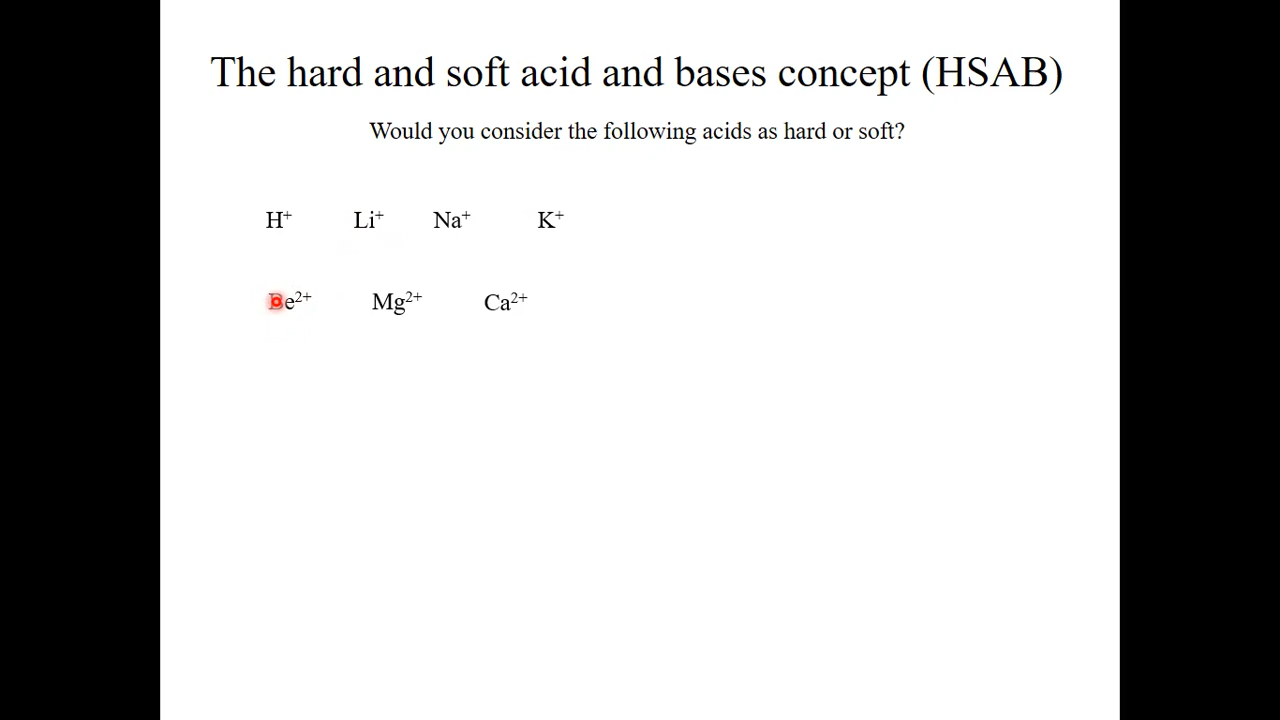 The hard and soft acid and bases concept (HSAB)
Would you consider the following acids as hard or soft?
H⁺ Li⁺ Na⁺ K⁺
Be²⁺ Mg²⁺ Ca²⁺